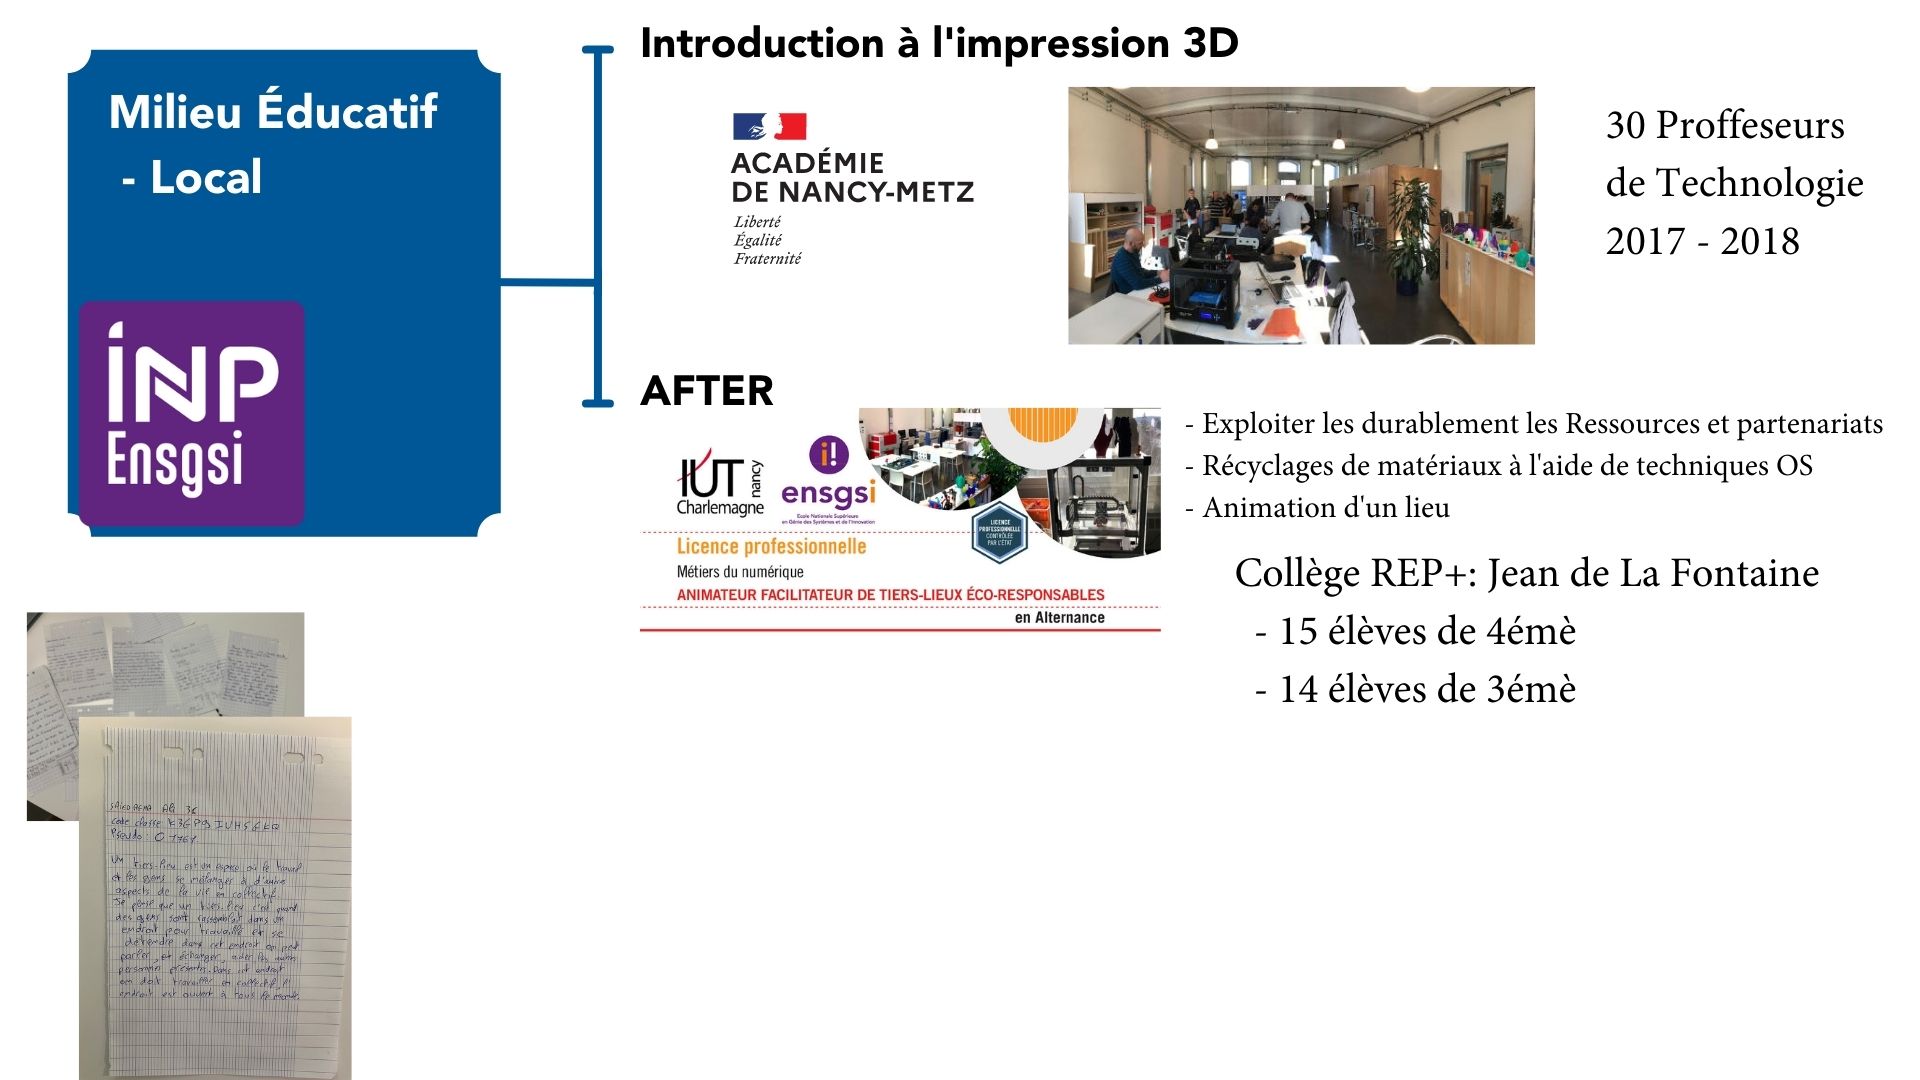 Milieu Éducatif
- Local
iNP
Ensgsi
Introduction à l'impression 3D
ACADÉMIE
DE NANCY-METZ
Liberté
Égalité
Fraternité
30 Proffeseurs
de Technologie
2017 - 2018
AFTER
IUT
nancy
Charlemagne
i!
ensgsi
Ecole Nationale Supérieure
en Génie des Systèmes et de l'Innovation
LICENCE
PROFESSIONNELLE
CONTRÔLÉE
PAR L'ÉTAT
Licence professionnelle
Métiers du numérique
ANIMATEUR FACILITATEUR DE TIERS-LIEUX ÉCO-RESPONSABLES
en Alternance
- Exploiter les durablement les Ressources et partenariats
- Récyclages de matériaux à l'aide de techniques OS
- Animation d'un lieu
Collège REP+: Jean de La Fontaine
- 15 élèves de 4émè
- 14 élèves de 3émè
code classe
Pseudo :
Un tiers-lieu est un espace où le travail
et les gens se mélanger à d'autre
aspects de la vie en collectif.
Je pense que un tiers-lieu c'est quand
des gens sont rassemblait dans un
endroit pour travaillé et se
détendre dans cet endroit on peut
parler, et échanger, aider les autres
personnes présentes. Dans cet endroit
on doit travailler en collectif, l'
endroit est ouvert à tous le monde.